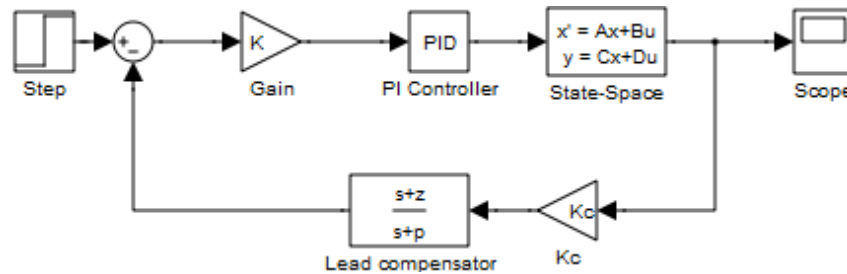 +
−
K
PID
x' = Ax+Bu
y = Cx+Du
Step
Gain
PI Controller
State-Space
Scope
s+z
s+p
Kc
Lead compensator
Kc